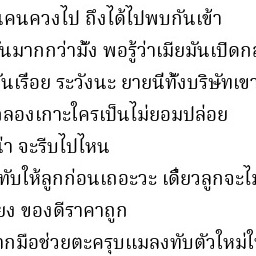 นคนควงไป ถึงได้ไปพบกันเข้า
ันมากกว่ามั้ง พอรู้ว่าเมียมันเปิดก
ันเรือย ระวังนะ ยายนีทั้งบริษัทเขา
ลองเกาะใครเป็นไม่ยอมปล่อย
น่า จะรีบไปไหน
ทับให้ลูกก่อนเถอะวะ เดี๋ยวลูกจะไ
ยง ของดีราคาถูก
ากมือช่วยตะครุบแมลงทับตัวใหม่ใ